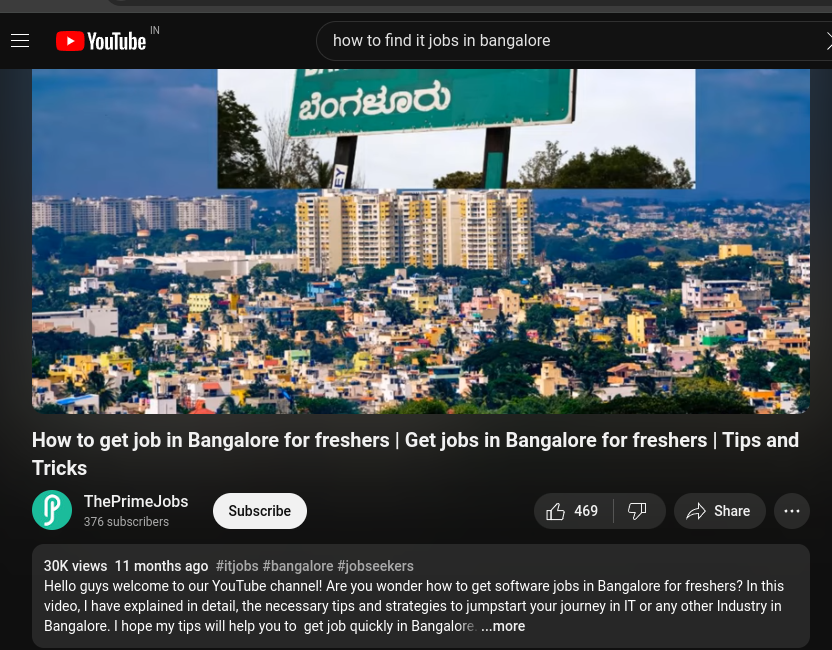 YouTube IN
how to find it jobs in bangalore
ಬೆಂಗಳೂರು
EY
How to get job in Bangalore for freshers | Get jobs in Bangalore for freshers | Tips and
Tricks
ThePrimeJobs
376 subscribers
Subscribe
469
Share
30K views 11 months ago #itjobs #bangalore #jobseekers
Hello guys welcome to our YouTube channel! Are you wonder how to get software jobs in Bangalore for freshers? In this
video, I have explained in detail, the necessary tips and strategies to jumpstart your journey in IT or any other Industry in
Bangalore. I hope my tips will help you to get job quickly in Bangalore. ...more